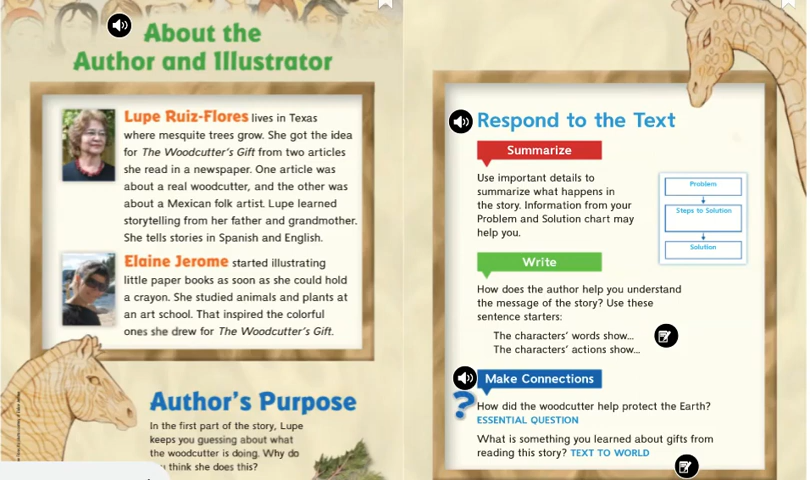 About the
Author and Illustrator
Lupe Ruiz-Flores lives in Texas
where mesquite trees grow. She got the idea
for The Woodcutter's Gift from two articles
she read in a newspaper. One article was
about a real woodcutter, and the other was
about a Mexican folk artist. Lupe learned
storytelling from her father and grandmother.
She tells stories in Spanish and English.
Elaine Jerome started illustrating
little paper books as soon as she could hold
a crayon. She studied animals and plants at
an art school. That inspired the colorful
ones she drew for The Woodcutter's Gift.
Author's Purpose
In the first part of the story, Lupe
keeps you guessing about what
the woodcutter is doing. Why do
think she does this?
Respond to the Text
Summarize
Use important details to
summarize what happens in
the story. Information from your
Problem and Solution chart may
help you.
Problem
Steps to Solution
Solution
Write
How does the author help you understand
the message of the story? Use these
sentence starters:
The characters' words show...
The characters' actions show...
Make Connections
How did the woodcutter help protect the Earth?
ESSENTIAL QUESTION
What is something you learned about gifts from
reading this story? TEXT TO WORLD